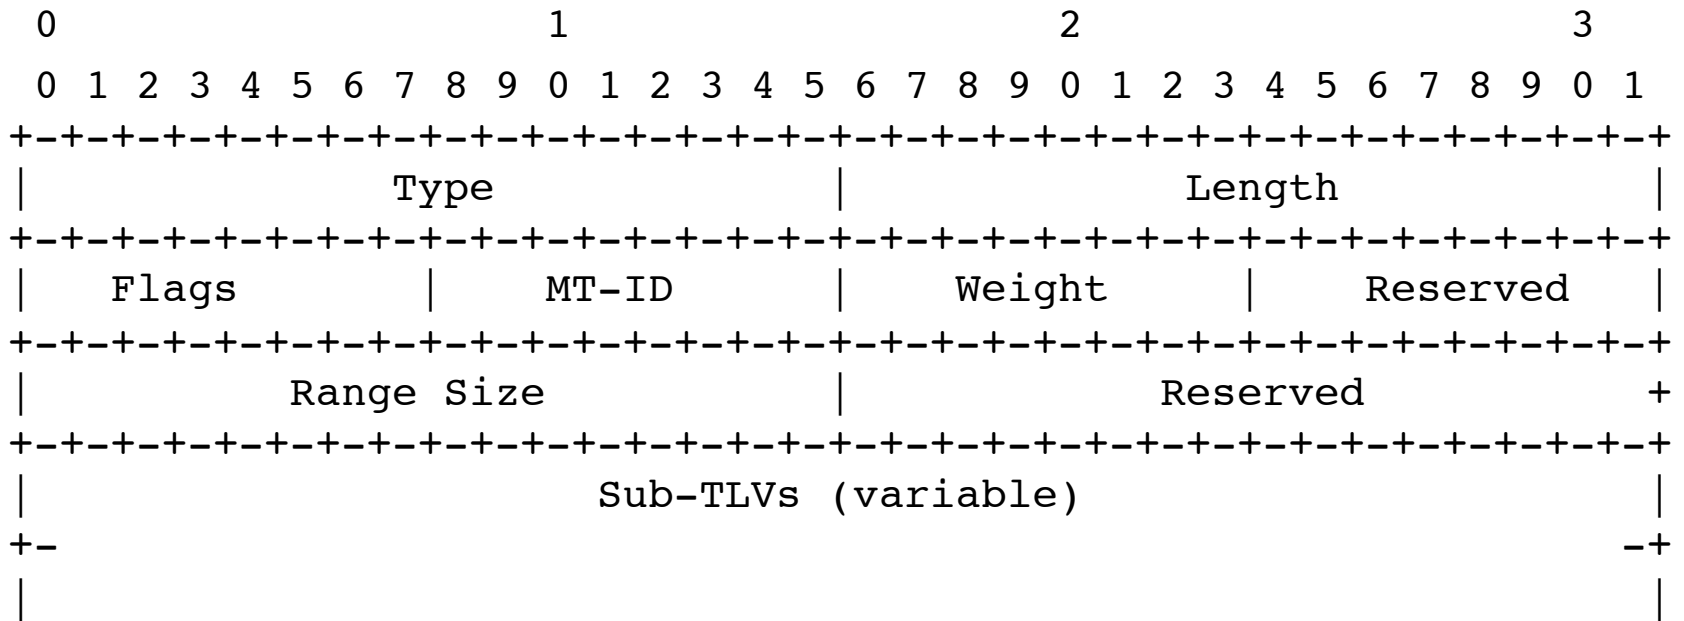 0                   1                   2                   3
 0 1 2 3 4 5 6 7 8 9 0 1 2 3 4 5 6 7 8 9 0 1 2 3 4 5 6 7 8 9 0 1
+-+-+-+-+-+-+-+-+-+-+-+-+-+-+-+-+-+-+-+-+-+-+-+-+-+-+-+-+-+-+-+-+
|              Type             |             Length            |
+-+-+-+-+-+-+-+-+-+-+-+-+-+-+-+-+-+-+-+-+-+-+-+-+-+-+-+-+-+-+-+-+
|   Flags       |    MT-ID      |    Weight     |    Reserved   |
+-+-+-+-+-+-+-+-+-+-+-+-+-+-+-+-+-+-+-+-+-+-+-+-+-+-+-+-+-+-+-+-+
|          Range Size           |            Reserved           +
+-+-+-+-+-+-+-+-+-+-+-+-+-+-+-+-+-+-+-+-+-+-+-+-+-+-+-+-+-+-+-+-+
|                      Sub-TLVs (variable)                      |
+-                                                             -+
|                                                               |